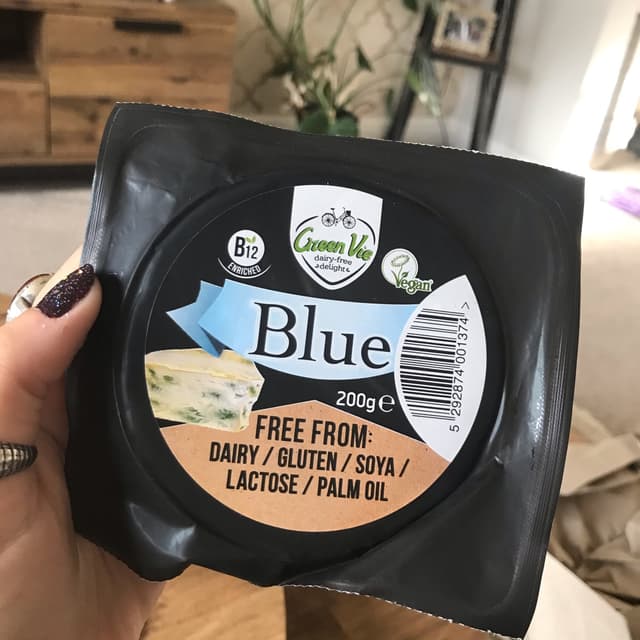 Green Vie
dairy-free
delight
B12
ENRICHED
Vegan
Blue
200g e
5 292874 001374 >
FREE FROM:
DAIRY / GLUTEN / SOYA /
LACTOSE / PALM OIL